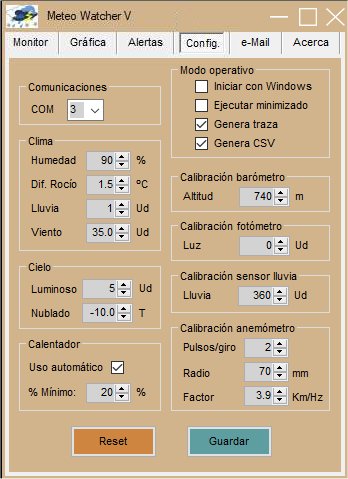 Meteo Watcher V
Monitor Gráfica Alertas Config. e-Mail Acerca
Comunicaciones
COM 3
Clima
Humedad 90 %
Dif. Rocío 1.5 ºC
Lluvia 1 Ud
Viento 35.0 Ud
Cielo
Luminoso 5 Ud
Nublado -10.0 T
Calentador
Uso automático
% Mínimo: 20 %
Modo operativo
Iniciar con Windows
Ejecutar minimizado
Genera traza
Genera CSV
Calibración barómetro
Altitud 740 m
Calibración fotómetro
Luz 0 Ud
Calibración sensor lluvia
Lluvia 360 Ud
Calibración anemómetro
Pulsos/giro 2
Radio 70 mm
Factor 3.9 Km/Hz
Reset Guardar